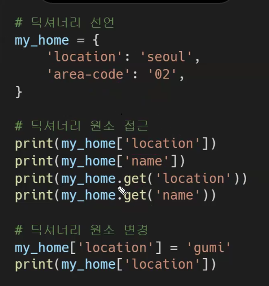 # 딕셔너리 선언
my_home = {
    'location': 'seoul',
    'area-code': '02',
}
# 딕셔너리 원소 접근
print(my_home['location'])
print(my_home['name'])
print(my_home.get('location'))
print(my_home.get('name'))
# 딕셔너리 원소 변경
my_home['location'] = 'gumi'
print(my_home['location'])